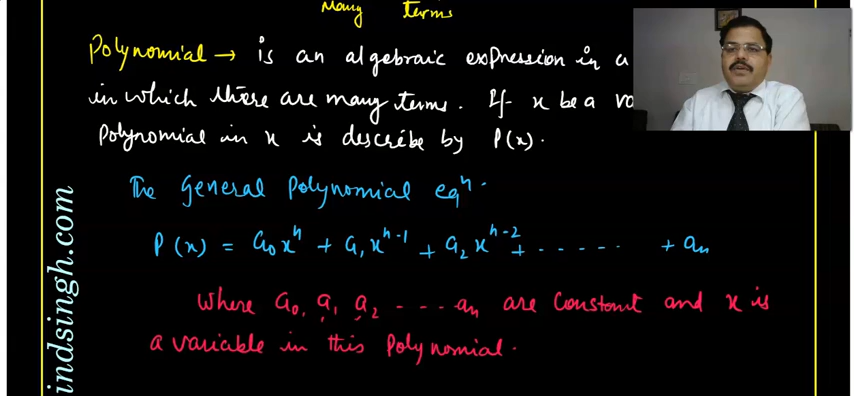 many terms
Polynomial → is an algebraic expression in a
in which there are many terms. If x be a
Polynomial in x is describe by P(x).
The General Polynomial eqⁿ.
P(x) = a₀xⁿ + a₁xⁿ⁻¹ + a₂xⁿ⁻² + ....... + aₙ
where a₀, a₁, a₂ ---- aₙ are Constant and x is
a variable in this Polynomial.
indsingh.com